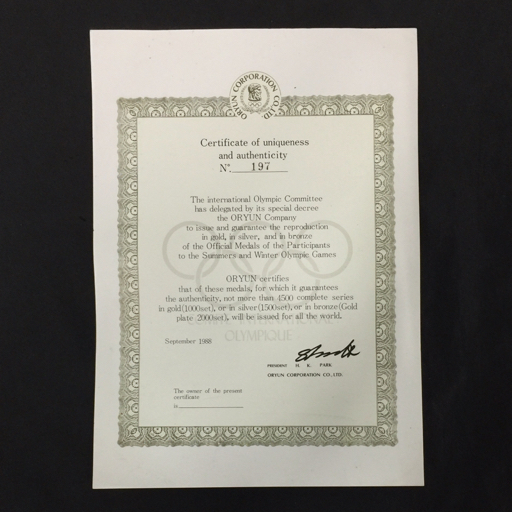 ORYUN CORPORATION CO., LTD.
Certificate of uniqueness
and authenticity
N°. 197
The international Olympic Committee
has delegated by its special decree
the ORYUN Company
to issue and guarantee the reproduction
in gold, in silver, and in bronze
of the Official Medals of the Participants
to the Summers and Winter Olympic Games
ORYUN certifies
that of these medals, for which it guarantees
the authenticity, not more than 4500 complete series
in gold(1000set), or in silver(1500set), or in bronze(Gold
plate 2000set), will be issued for all the world.
OLYMPIQUE
September 1988
PRESIDENT H. K. PARK
ORYUN CORPORATION CO., LTD.
The owner of the present
certificate
is